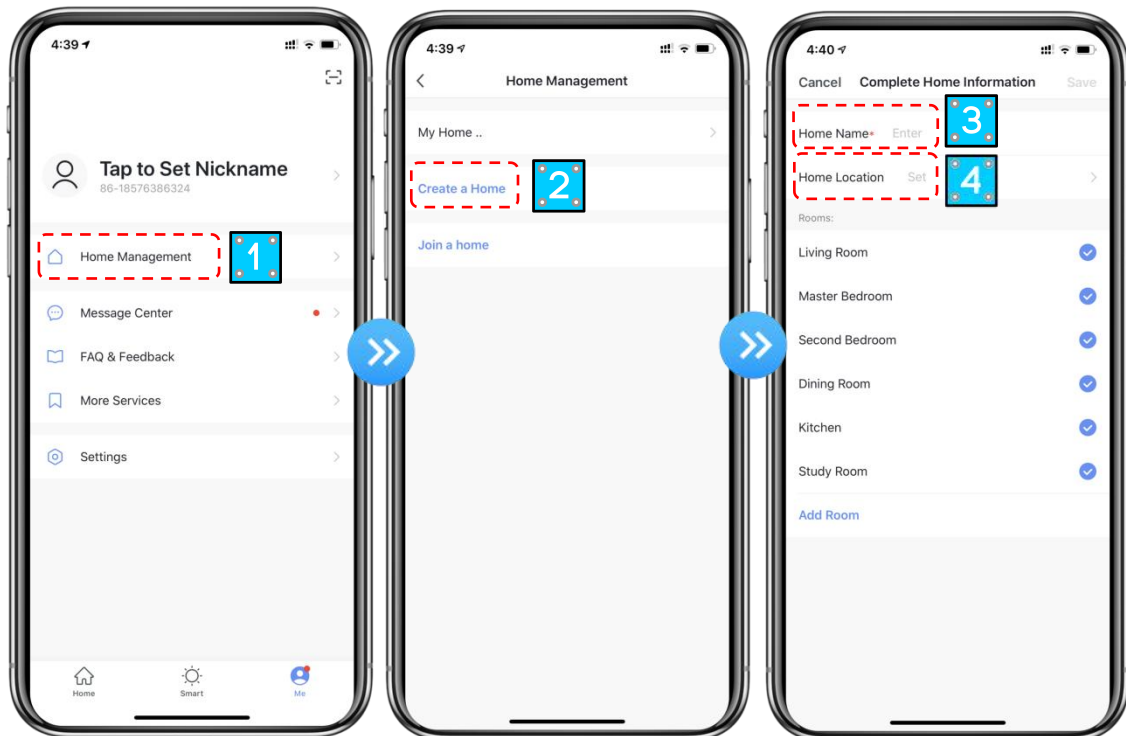 4:39
Tap to Set Nickname
86-18576386324
Home Management
1
Message Center
FAQ & Feedback
More Services
Settings
Home
Smart
Me
4:39
Home Management
My Home ..
Create a Home
2
Join a home
4:40
Cancel Complete Home Information Save
Home Name* Enter
3
Home Location Set
4
Rooms:
Living Room
Master Bedroom
Second Bedroom
Dining Room
Kitchen
Study Room
Add Room